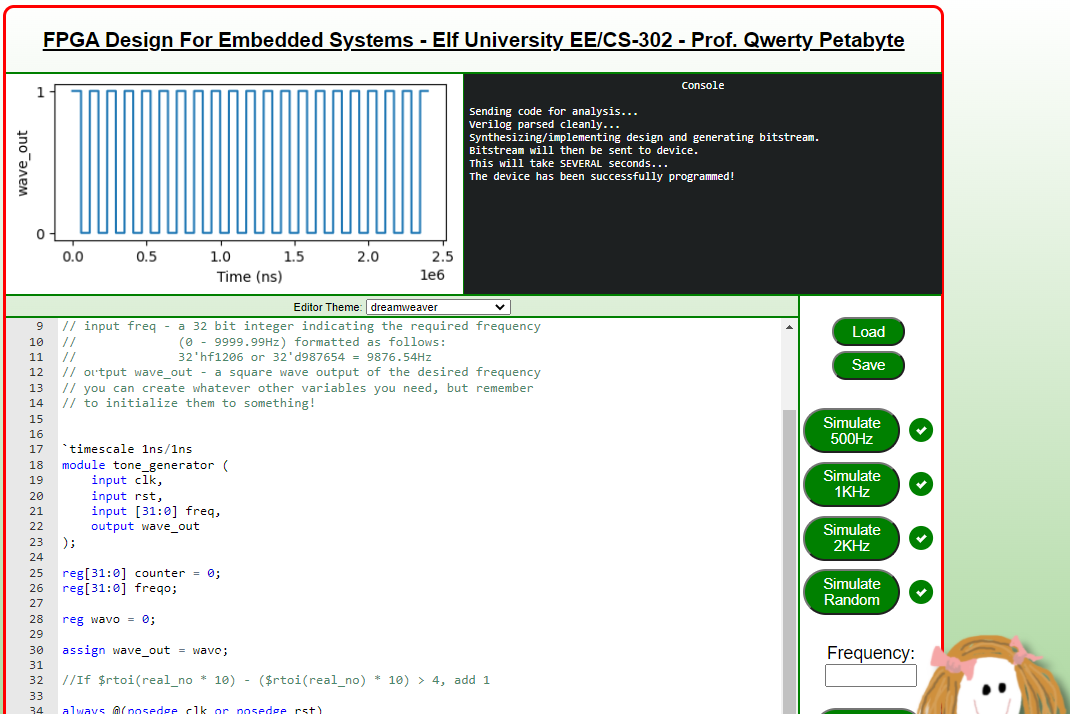 FPGA Design For Embedded Systems - Elf University EE/CS-302 - Prof. Qwerty Petabyte
1
0
wave_out
0.0 0.5 1.0 1.5 2.0 2.5
Time (ns)
1e6
Console
Sending code for analysis...
Verilog parsed cleanly...
Synthesizing/implementing design and generating bitstream.
Bitstream will then be sent to device.
This will take SEVERAL seconds...
The device has been successfully programmed!
Editor Theme: dreamweaver
9 // input freq - a 32 bit integer indicating the required frequency
10 // (0 - 9999.99Hz) formatted as follows:
11 // 32'hf1206 or 32'd987654 = 9876.54Hz
12 // output wave_out - a square wave output of the desired frequency
13 // you can create whatever other variables you need, but remember
14 // to initialize them to something!
15
16
17 `timescale 1ns/1ns
18 module tone_generator (
19 input clk,
20 input rst,
21 input [31:0] freq,
22 output wave_out
23 );
24
25 reg[31:0] counter = 0;
26 reg[31:0] freqo;
27
28 reg wavo = 0;
29
30 assign wave_out = wavo;
31
32 //If $rtoi(real_no * 10) - ($rtoi(real_no) * 10) > 4, add 1
33
34 always @(posedge clk or posedge rst)
Load
Save
Simulate
500Hz
Simulate
1KHz
Simulate
2KHz
Simulate
Random
Frequency: